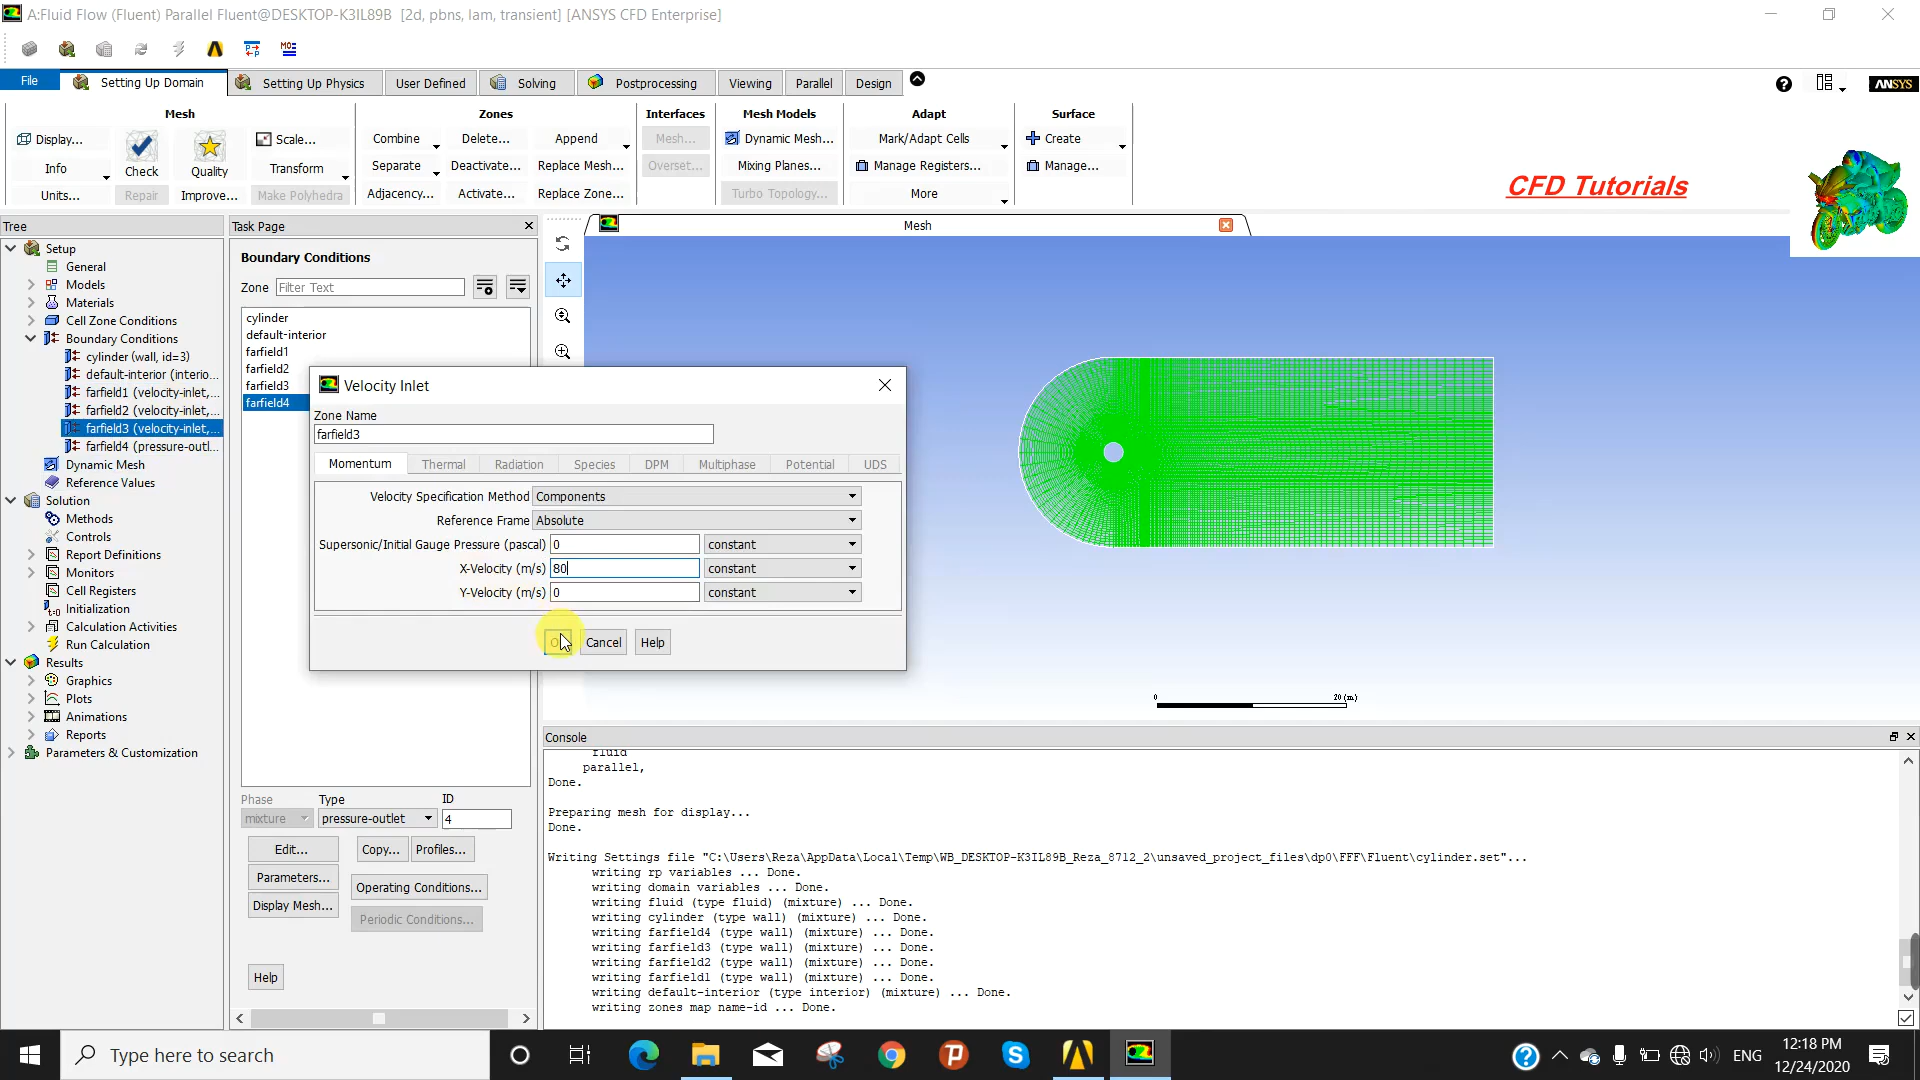 A:Fluid Flow (Fluent) Parallel Fluent@DESKTOP-K3IL89B [2d, pbns, lam, transient] [ANSYS CFD Enterprise]
File
Setting Up Domain
Setting Up Physics
User Defined
Solving
Postprocessing
Viewing
Parallel
Design
ANSYS
Mesh
Zones
Interfaces
Mesh Models
Adapt
Surface
Display...
Scale...
Combine
Delete...
Append
Mesh...
Dynamic Mesh...
Mark/Adapt Cells
Create
Info
Check
Quality
Transform
Separate
Deactivate...
Replace Mesh...
Overset...
Mixing Planes...
Manage Registers...
Manage...
Units...
Repair
Improve...
Make Polyhedra
Adjacency...
Activate...
Replace Zone...
Turbo Topology...
More
CFD Tutorials
Tree
Setup
General
Models
Materials
Cell Zone Conditions
Boundary Conditions
cylinder (wall, id=3)
default-interior (interio...
farfield1 (velocity-inlet,...
farfield2 (velocity-inlet,...
farfield3 (velocity-inlet,...
farfield4 (pressure-outl...
Dynamic Mesh
Reference Values
Solution
Methods
Controls
Report Definitions
Monitors
Cell Registers
Initialization
Calculation Activities
Run Calculation
Results
Graphics
Plots
Animations
Reports
Parameters & Customization
Task Page
Boundary Conditions
Zone Filter Text
cylinder
default-interior
farfield1
farfield2
farfield3
farfield4
Phase Type ID
mixture pressure-outlet 4
Edit... Copy... Profiles...
Parameters... Operating Conditions...
Display Mesh... Periodic Conditions...
Help
Velocity Inlet
Zone Name
farfield3
Momentum Thermal Radiation Species DPM Multiphase Potential UDS
Velocity Specification Method Components
Reference Frame Absolute
Supersonic/Initial Gauge Pressure (pascal) 0 constant
X-Velocity (m/s) 80 constant
Y-Velocity (m/s) 0 constant
Cancel Help
Mesh
0 20 (m)
Console
fluid
parallel,
Done.
Preparing mesh for display...
Done.
Writing Settings file "C:\Users\Reza\AppData\Local\Temp\WB_DESKTOP-K3IL89B_Reza_8712_2\unsaved_project_files\dp0\FFF\Fluent\cylinder.set"...
writing rp variables ... Done.
writing domain variables ... Done.
writing fluid (type fluid) (mixture) ... Done.
writing cylinder (type wall) (mixture) ... Done.
writing farfield4 (type wall) (mixture) ... Done.
writing farfield3 (type wall) (mixture) ... Done.
writing farfield2 (type wall) (mixture) ... Done.
writing farfield1 (type wall) (mixture) ... Done.
writing default-interior (type interior) (mixture) ... Done.
writing zones map name-id ... Done.
Type here to search
ENG
12:18 PM
12/24/2020